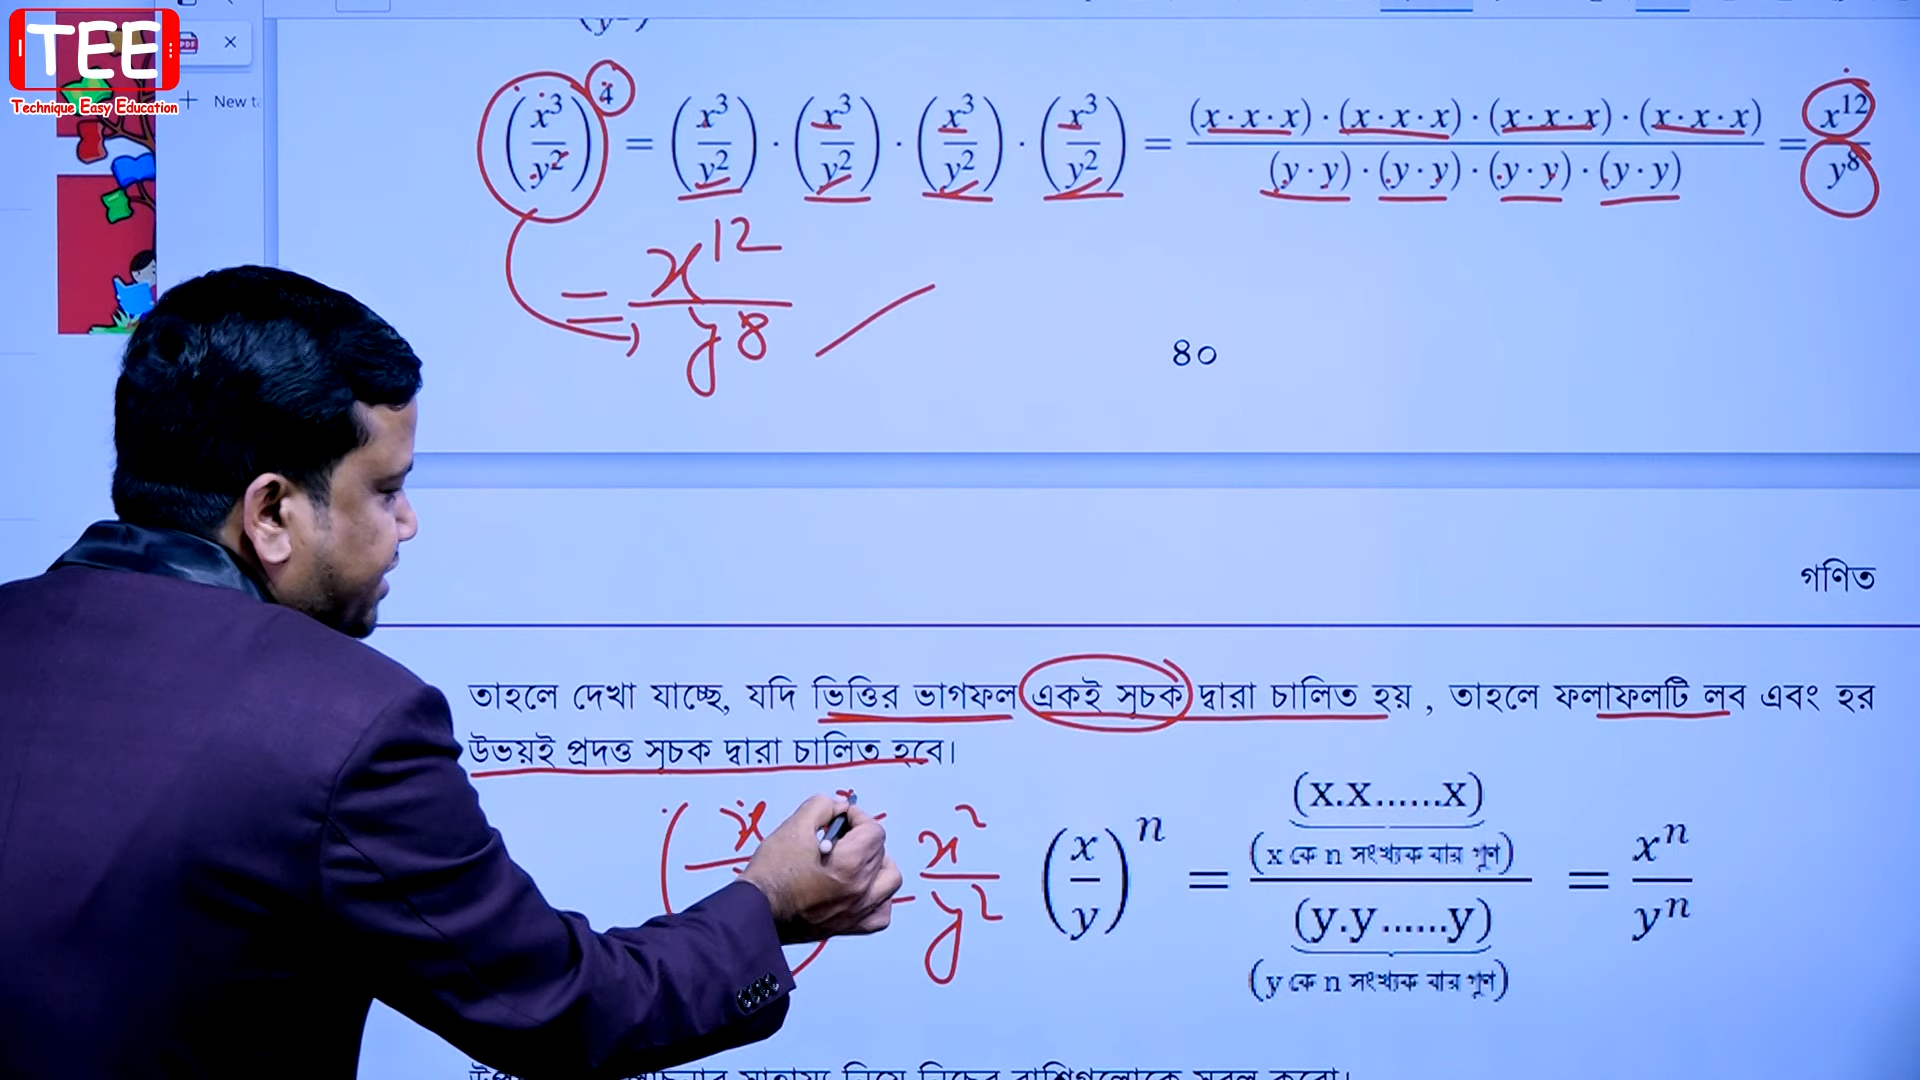 TEE
Technique Easy Education
New
(x³/y²)⁴ = (x³/y²) · (x³/y²) · (x³/y²) · (x³/y²) = (x·x·x)·(x·x·x)·(x·x·x)·(x·x·x) / (y·y)·(y·y)·(y·y)·(y·y) = x¹²/y⁸
= x¹²/y⁸
৪০
গণিত
তাহলে দেখা যাচ্ছে, যদি ভিত্তির ভাগফল একই সূচক দ্বারা চালিত হয় , তাহলে ফলাফলটি লব এবং হর
উভয়ই প্রদত্ত সূচক দ্বারা চালিত হবে।
x²/y² (x/y)ⁿ = (x.x......x) (x কে n সংখ্যক বার গুণ) / (y.y......y) (y কে n সংখ্যক বার গুণ) = xⁿ/yⁿ
নিয়ে নিচের রাশিগুলোকে সরল করো।